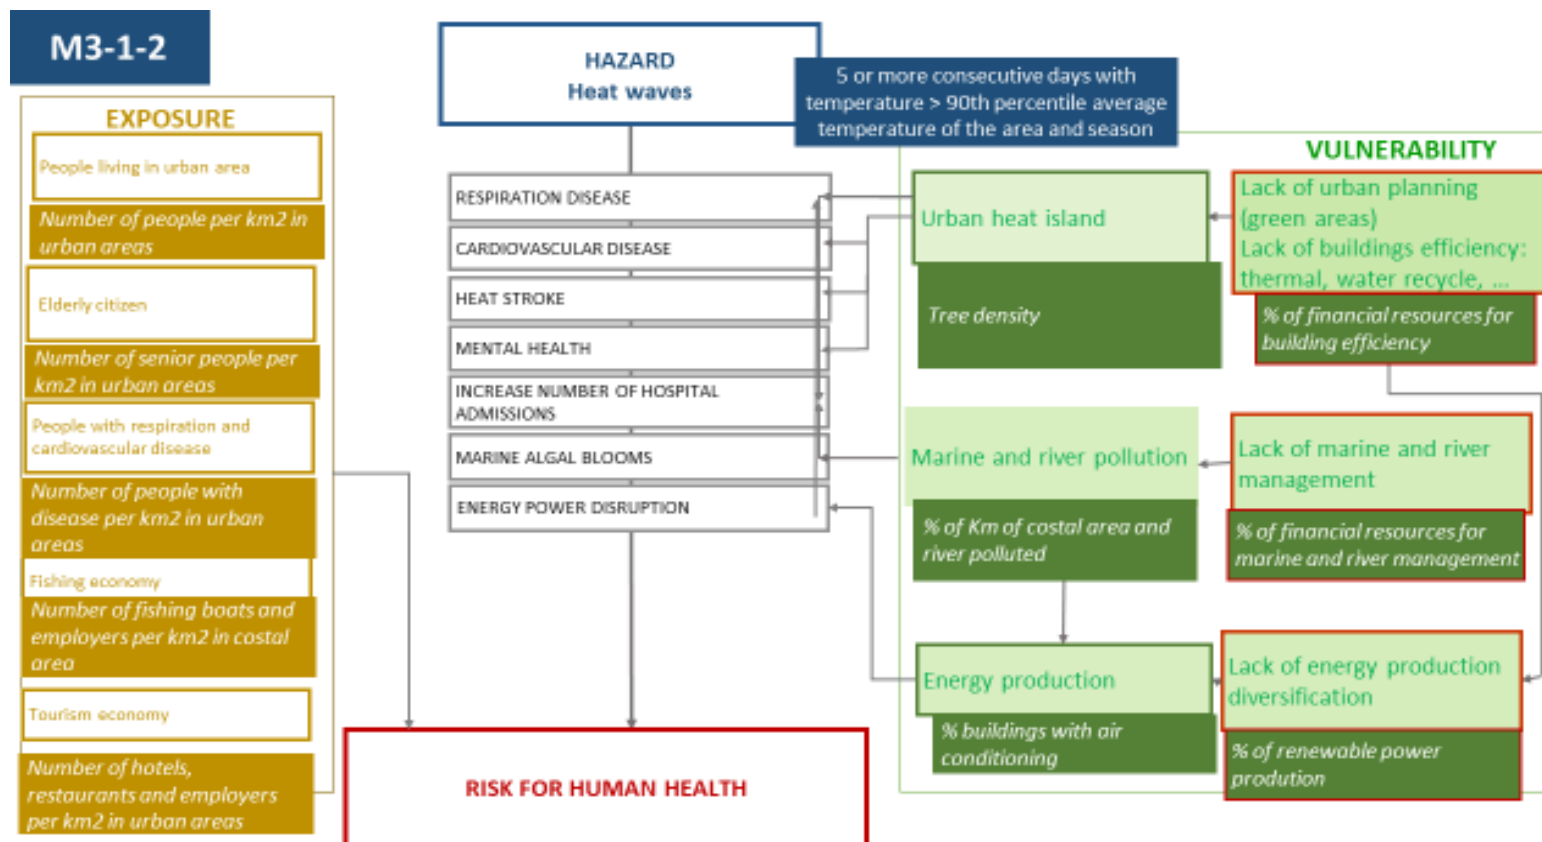 M3-1-2
EXPOSURE
People living in urban area
Number of people per km2 in
urban areas
Elderly citizen
Number of senior people per
km2 in urban areas
People with respiration and
cardiovascular disease
Number of people with
disease per km2 in urban
areas
Fishing economy
Number of fishing boats and
employers per km2 in costal
area
Tourism economy
Number of hotels,
restaurants and employers
per km2 in urban areas
HAZARD
Heat waves
5 or more consecutive days with
temperature > 90th percentile average
temperature of the area and season
RESPIRATION DISEASE
CARDIOVASCULAR DISEASE
HEAT STROKE
MENTAL HEALTH
INCREASE NUMBER OF HOSPITAL
ADMISSIONS
MARINE ALGAL BLOOMS
ENERGY POWER DISRUPTION
RISK FOR HUMAN HEALTH
VULNERABILITY
Urban heat island
Tree density
Lack of urban planning
(green areas)
Lack of buildings efficiency:
thermal, water recycle, ...
% of financial resources for
building efficiency
Marine and river pollution
% of Km of costal area and
river polluted
Lack of marine and river
management
% of financial resources for
marine and river management
Energy production
% buildings with air
conditioning
Lack of energy production
diversification
% of renewable power
prodution